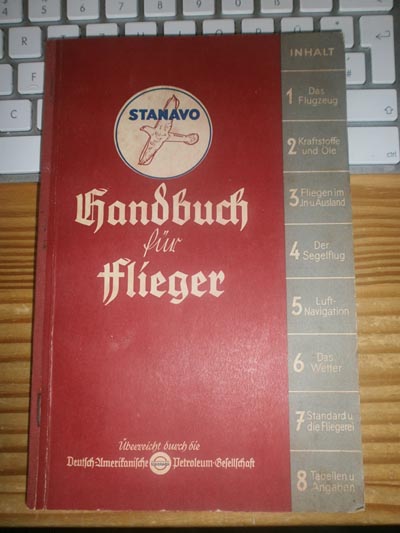 STANAVO
Handbuch
für
Flieger
Überreicht durch die
Deutsch-Amerikanische Petroleum-Gesellschaft
INHALT
1 Das
Flugzeug
2 Kraftstoffe
und Öle
3 Fliegen im
In-u. Ausland
4 Der
Segelflug
5 Luft-
Navigation
6 Das
Wetter
7 Standard u.
die Fliegerei
8 Tabellen u.
Angaben